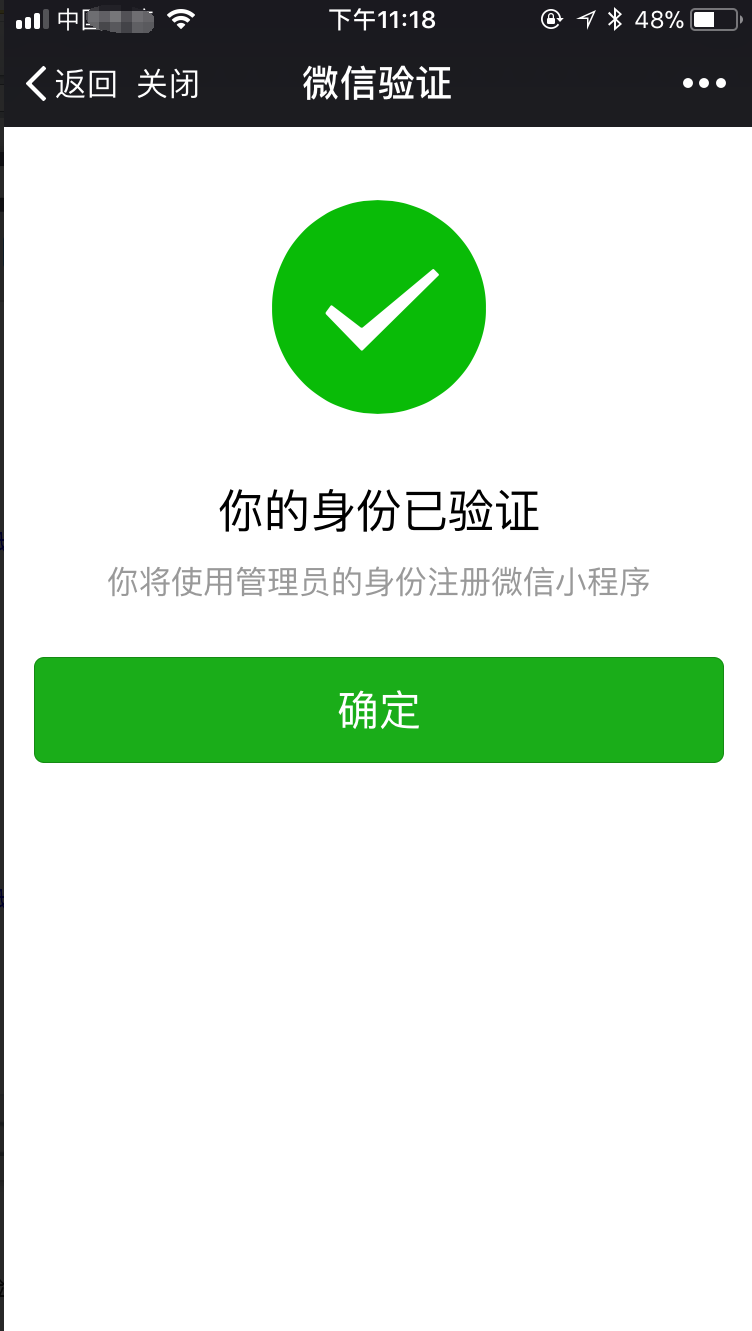 中
下午11:18
48%
返回 关闭
微信验证
你的身份已验证
你将使用管理员的身份注册微信小程序
确定